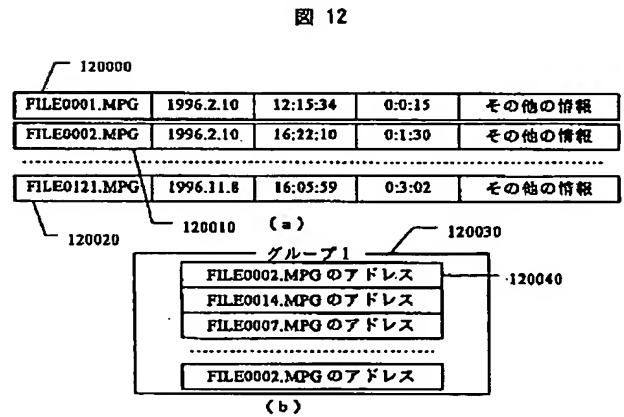 図 12
120000
FILE0001.MPG 1996.2.10 12:15:34 0:0:15 その他の情報
FILE0002.MPG 1996.2.10 16:22:10 0:1:30 その他の情報
FILE0121.MPG 1996.11.8 16:05:59 0:3:02 その他の情報
120020 120010 (a) 120030
グループ1
FILE0002.MPG のアドレス 120040
FILE0014.MPG のアドレス
FILE0007.MPG のアドレス
FILE0002.MPG のアドレス
(b)